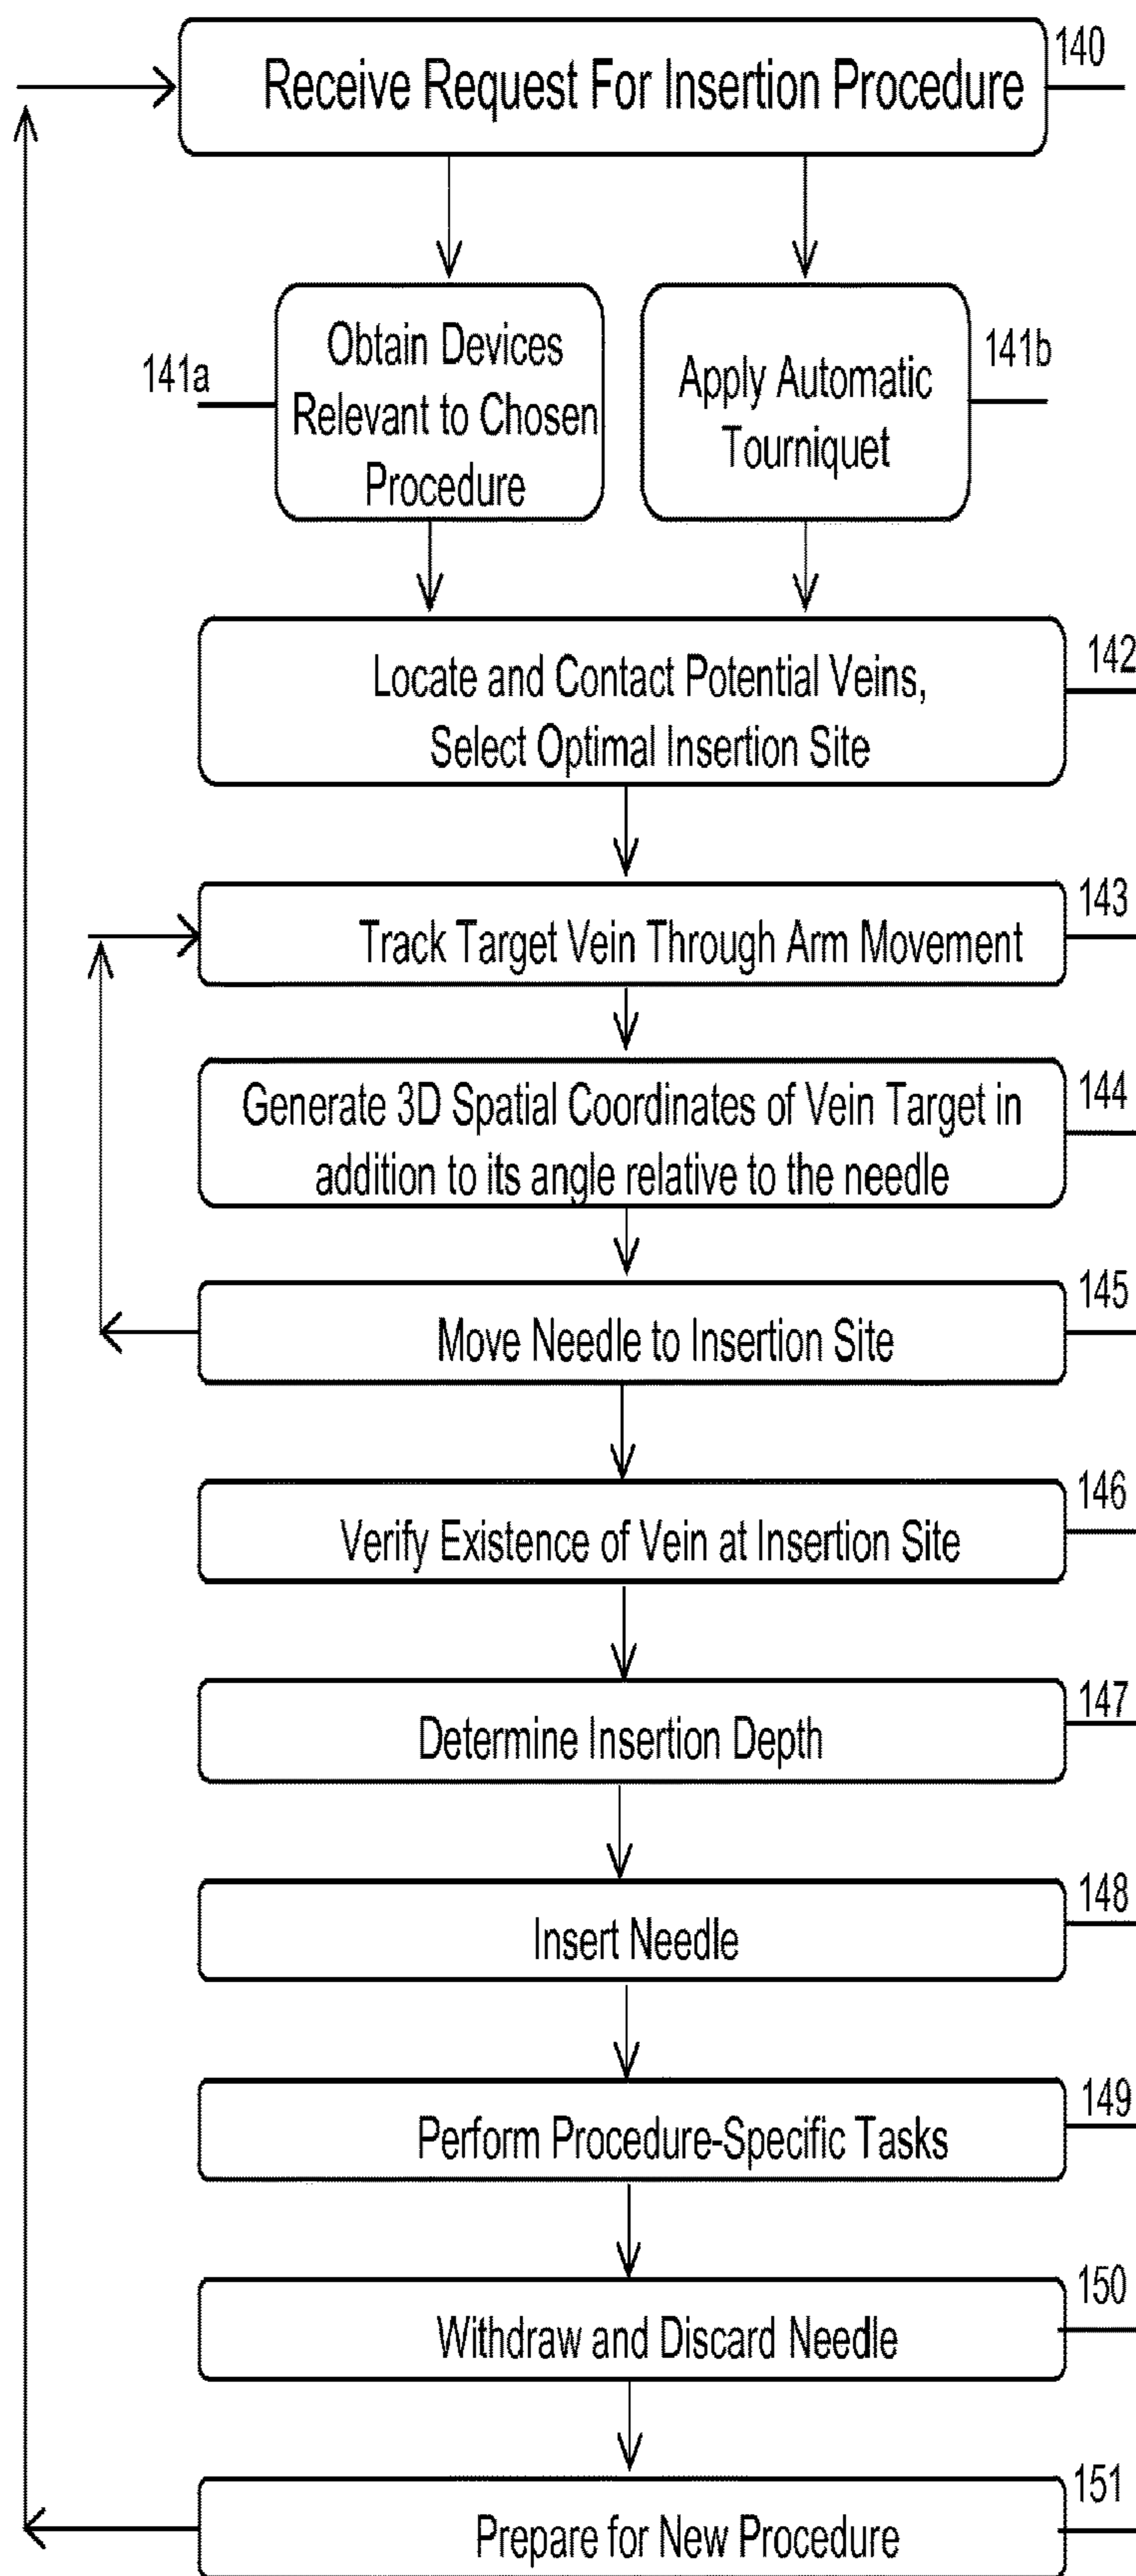 Receive Request For Insertion Procedure
140
Obtain Devices
Relevant to Chosen
Procedure
141a
Apply Automatic
Tourniquet
141b
Locate and Contact Potential Veins,
Select Optimal Insertion Site
142
Track Target Vein Through Arm Movement
143
Generate 3D Spatial Coordinates of Vein Target in
addition to its angle relative to the needle
144
Move Needle to Insertion Site
145
Verify Existence of Vein at Insertion Site
146
Determine Insertion Depth
147
Insert Needle
148
Perform Procedure-Specific Tasks
149
Withdraw and Discard Needle
150
Prepare for New Procedure
151